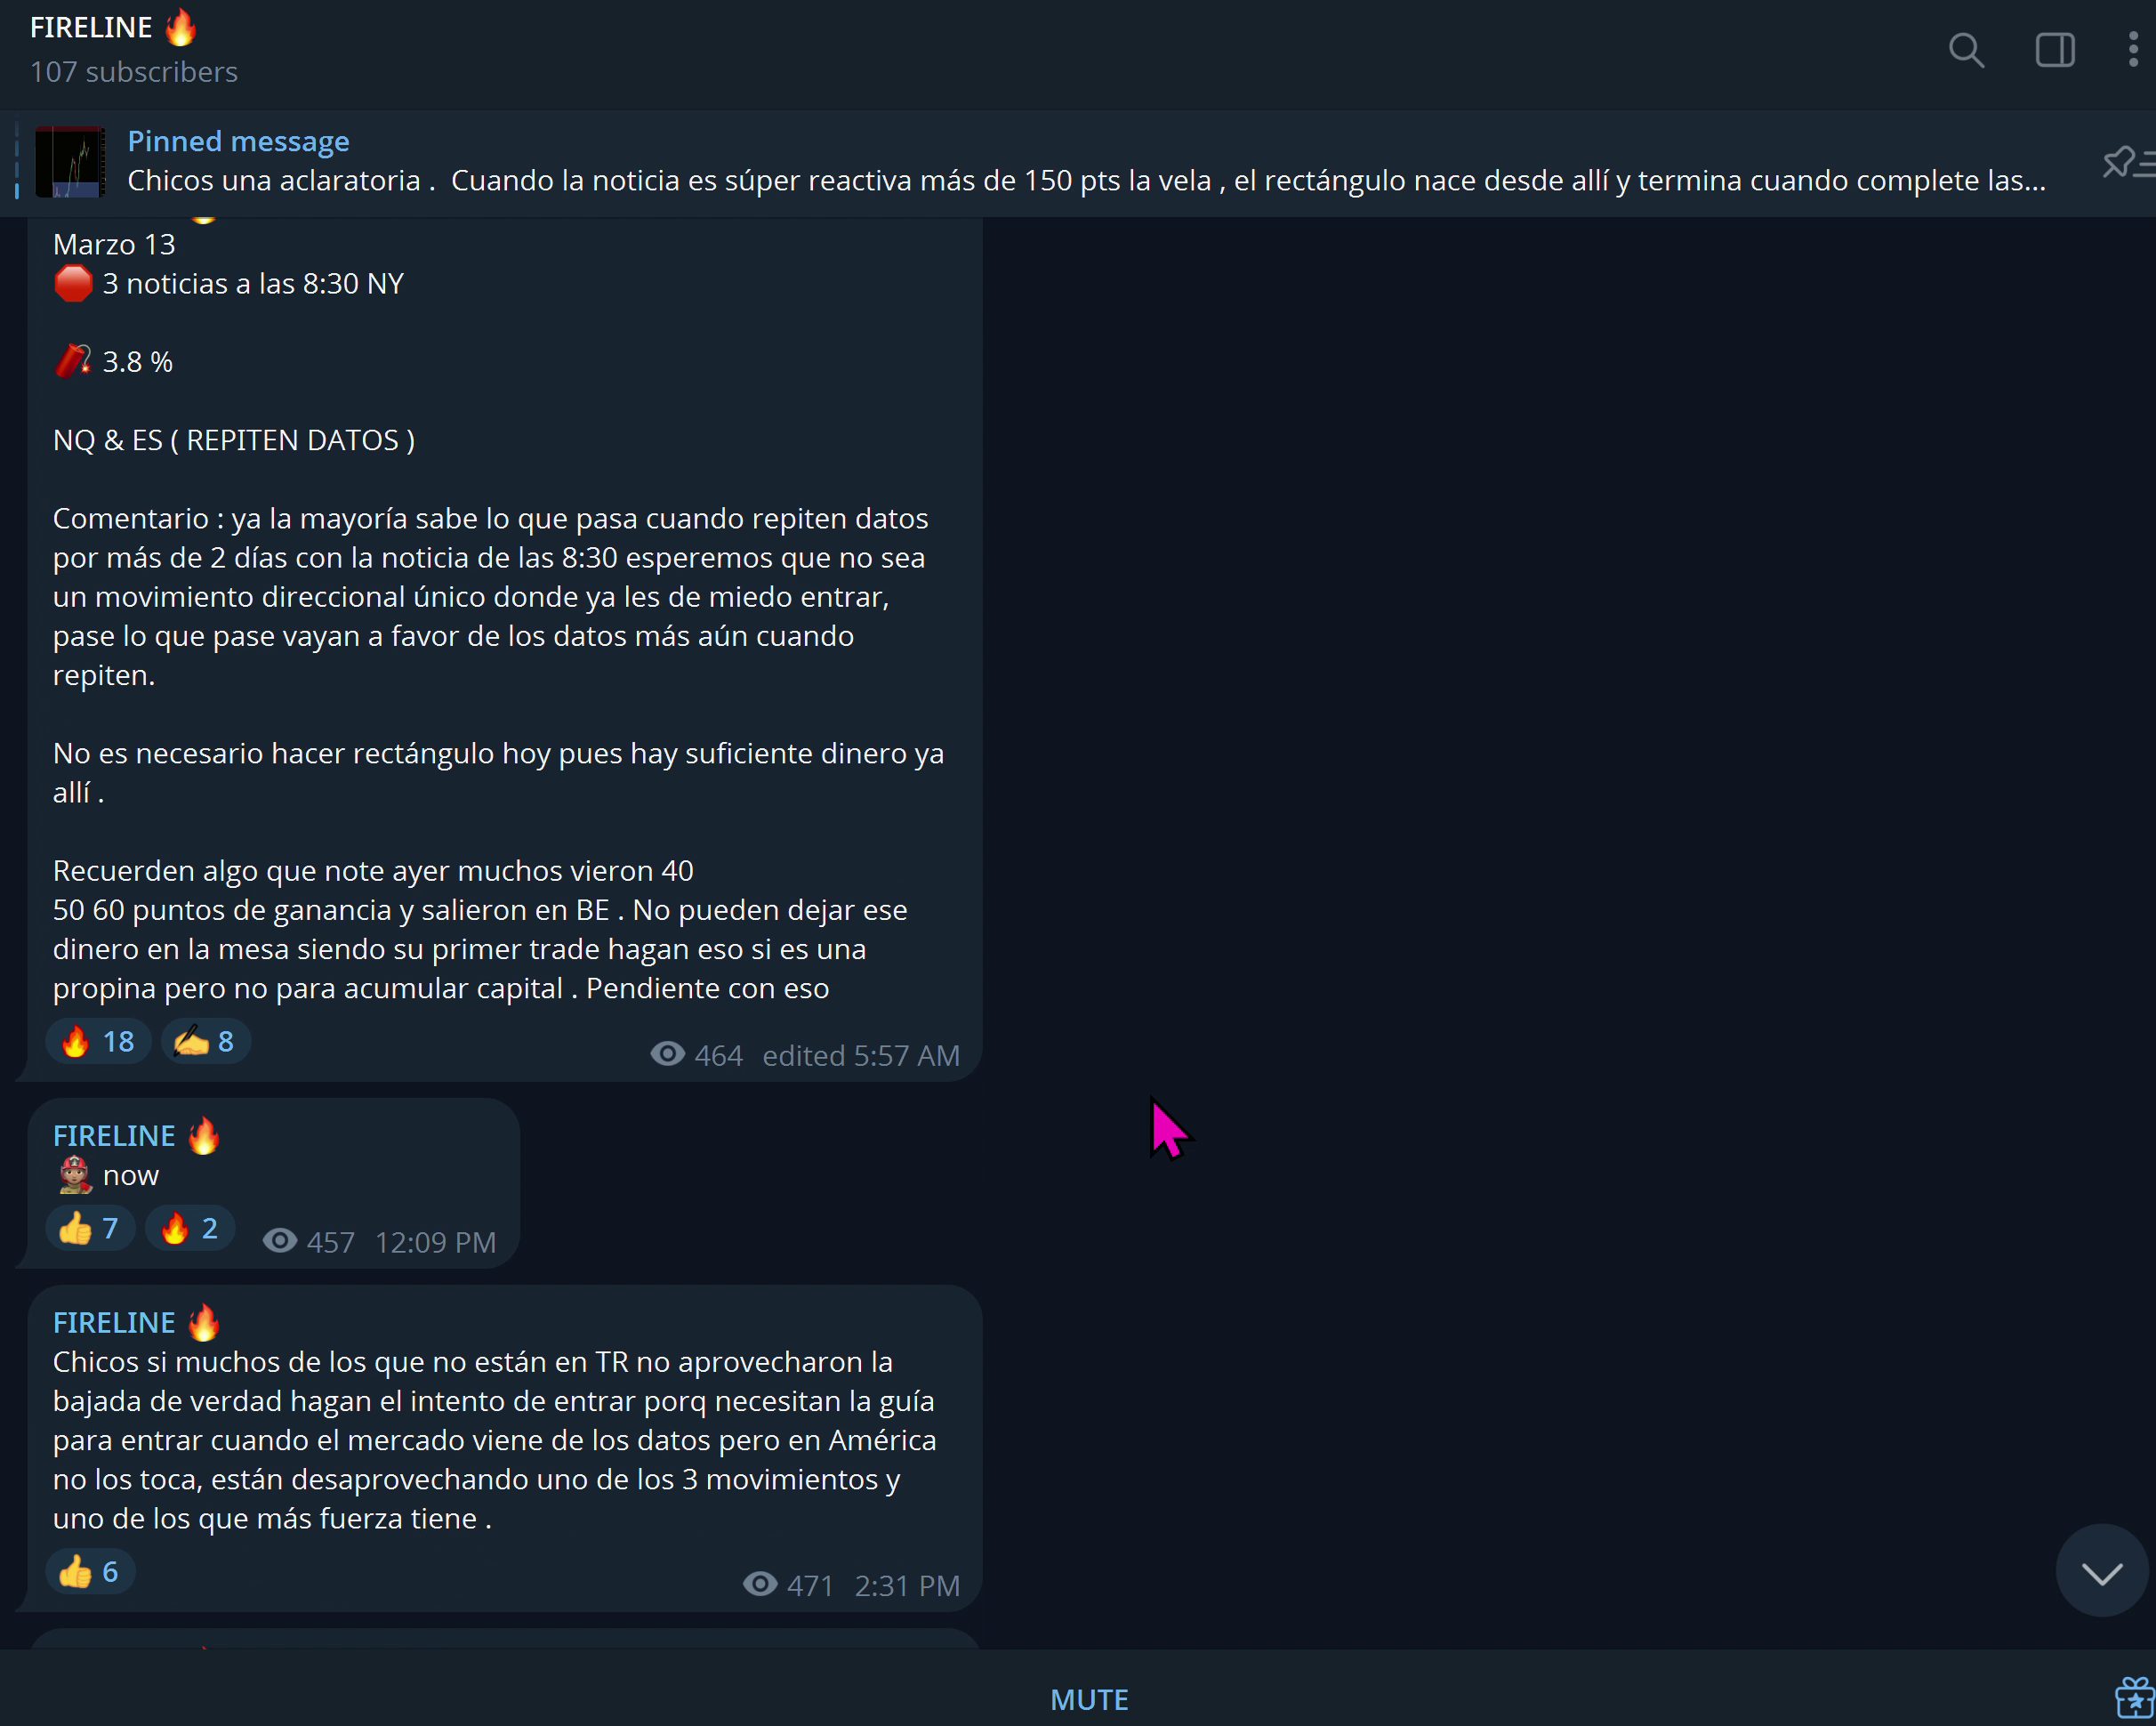 FIRELINE 🔥
107 subscribers
Pinned message
Chicos una aclaratoria .  Cuando la noticia es súper reactiva más de 150 pts la vela , el rectángulo nace desde allí y termina cuando complete las...
Marzo 13
🛑 3 noticias a las 8:30 NY
🧨 3.8 %
NQ & ES ( REPITEN DATOS )
Comentario : ya la mayoría sabe lo que pasa cuando repiten datos
por más de 2 días con la noticia de las 8:30 esperemos que no sea
un movimiento direccional único donde ya les de miedo entrar,
pase lo que pase vayan a favor de los datos más aún cuando
repiten.
No es necesario hacer rectángulo hoy pues hay suficiente dinero ya
allí .
Recuerden algo que note ayer muchos vieron 40
50 60 puntos de ganancia y salieron en BE . No pueden dejar ese
dinero en la mesa siendo su primer trade hagan eso si es una
propina pero no para acumular capital . Pendiente con eso
🔥 18 ✍️ 8 464 edited 5:57 AM
FIRELINE 🔥
👩🏽‍🚒 now
👍 7 🔥 2 457 12:09 PM
FIRELINE 🔥
Chicos si muchos de los que no están en TR no aprovecharon la
bajada de verdad hagan el intento de entrar porq necesitan la guía
para entrar cuando el mercado viene de los datos pero en América
no los toca, están desaprovechando uno de los 3 movimientos y
uno de los que más fuerza tiene .
👍 6 471 2:31 PM
MUTE